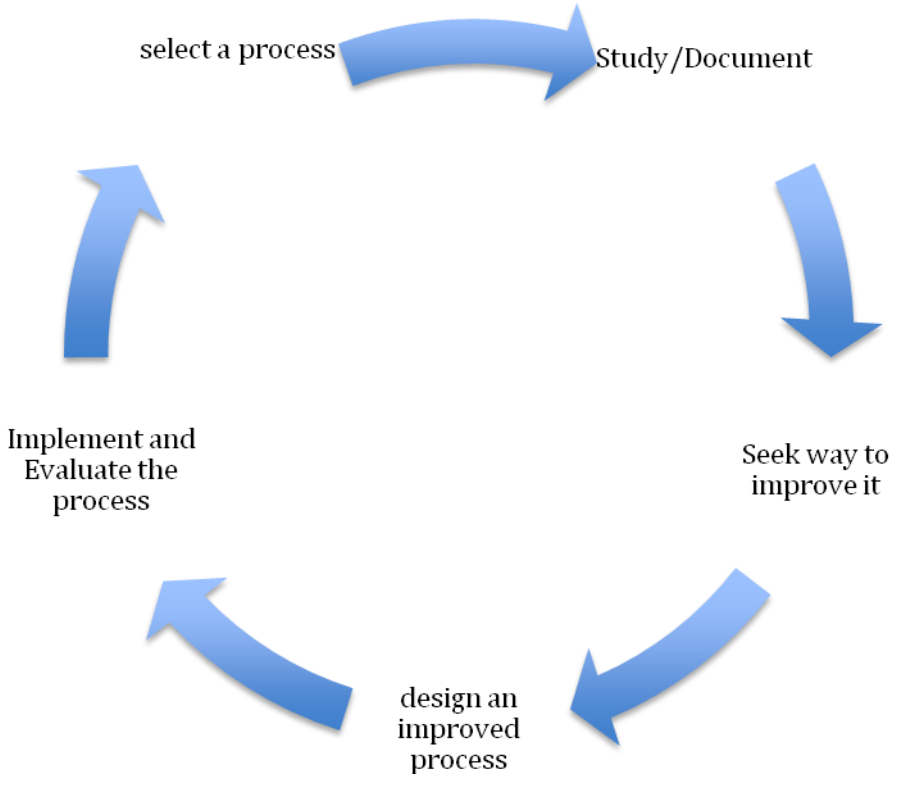 select a process
Study/Document
Seek way to
improve it
design an
improved
process
Implement and
Evaluate the
process